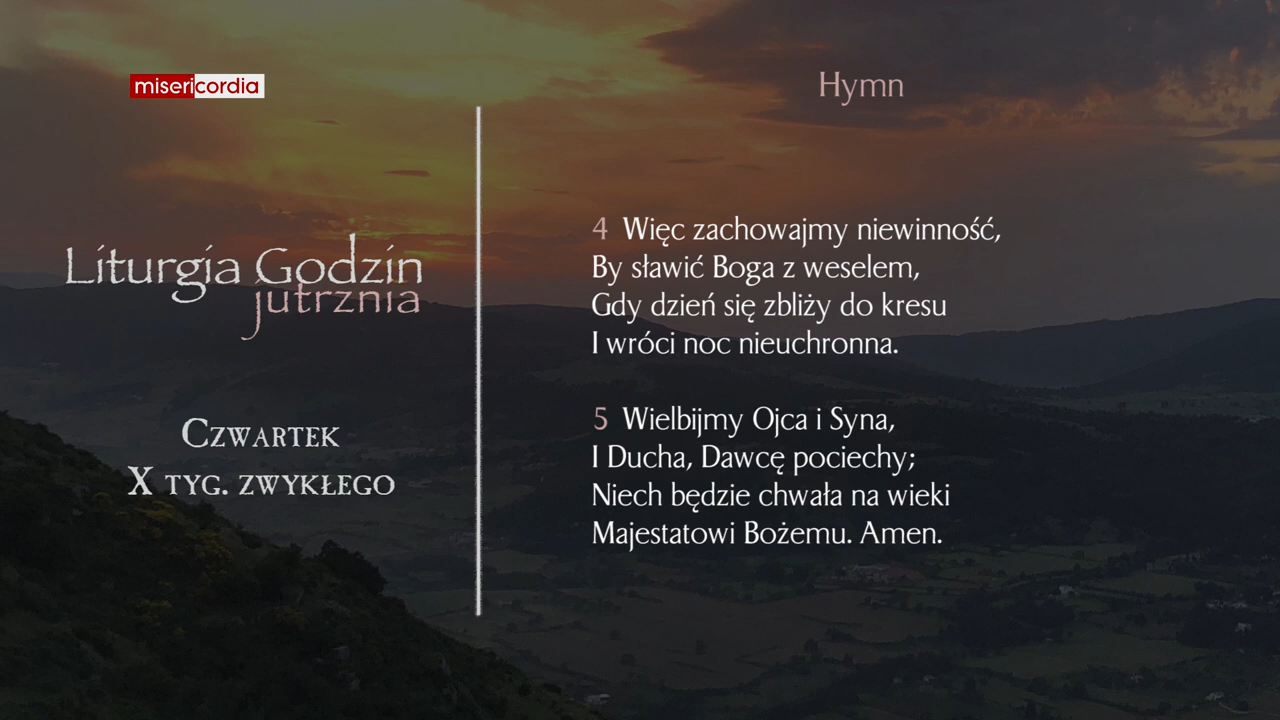 misericordia
Liturgia Godzin
jutrznia
Czwartek
X tyg. zwykłego
Hymn
4 Więc zachowajmy niewinność,
By sławić Boga z weselem,
Gdy dzień się zbliży do kresu
I wróci noc nieuchronna.
5 Wielbijmy Ojca i Syna,
I Ducha, Dawcę pociechy;
Niech będzie chwała na wieki
Majestatowi Bożemu. Amen.